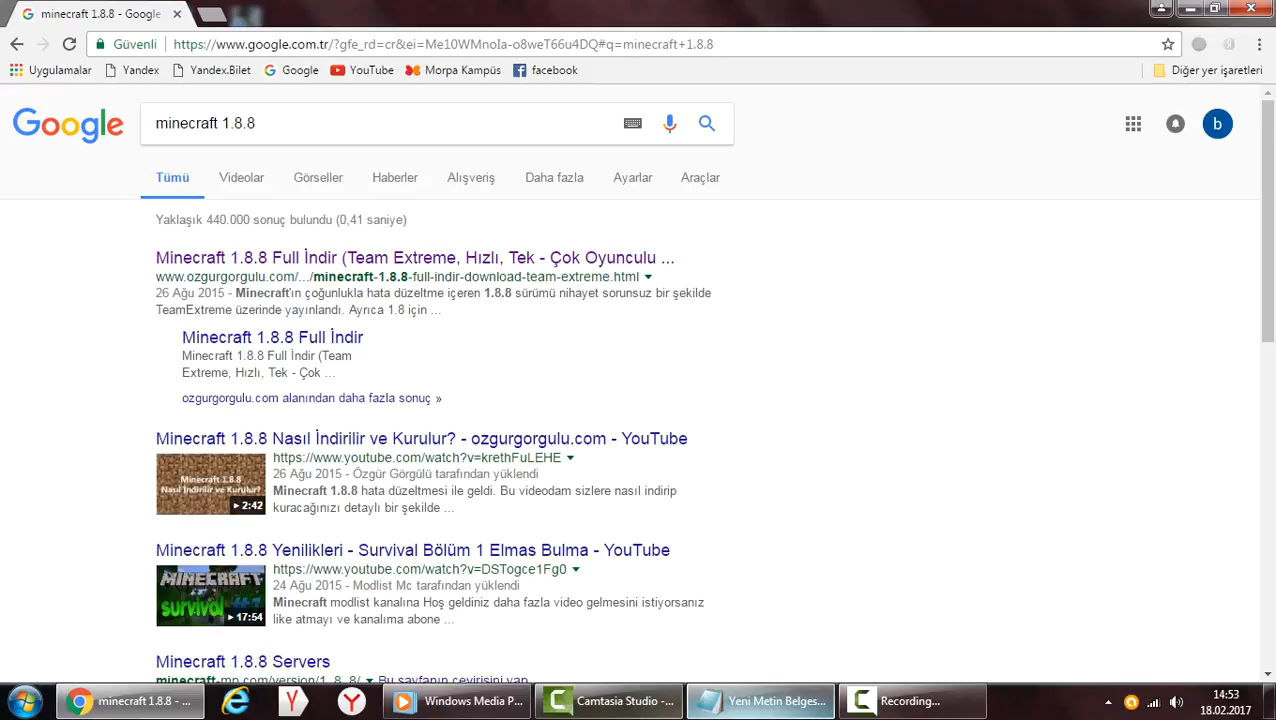 minecraft 1.8.8 - Google
Güvenli https://www.google.com.tr/?gfe_rd=cr&ei=Me10WMnoIa-o8weT66u4DQ#q=minecraft+1.8.8
Uygulamalar Yandex Yandex.Bilet Google YouTube Morpa Kampüs facebook Diğer yer işaretleri
Google minecraft 1.8.8 b
Tümü Videolar Görseller Haberler Alışveriş Daha fazla Ayarlar Araçlar
Yaklaşık 440.000 sonuç bulundu (0,41 saniye)
Minecraft 1.8.8 Full İndir (Team Extreme, Hızlı, Tek - Çok Oyunculu ...
www.ozgurgorgulu.com/.../minecraft-1.8.8-full-indir-download-team-extreme.html
26 Ağu 2015 - Minecraft'ın çoğunlukla hata düzeltme içeren 1.8.8 sürümü nihayet sorunsuz bir şekilde
TeamExtreme üzerinde yayınlandı. Ayrıca 1.8 için ...
Minecraft 1.8.8 Full İndir
Minecraft 1.8.8 Full İndir (Team
Extreme, Hızlı, Tek - Çok ...
ozgurgorgulu.com alanından daha fazla sonuç »
Minecraft 1.8.8 Nasıl İndirilir ve Kurulur? - ozgurgorgulu.com - YouTube
https://www.youtube.com/watch?v=krethFuLEHE
26 Ağu 2015 - Özgür Görgülü tarafından yüklendi
Minecraft 1.8.8 hata düzeltmesi ile geldi. Bu videodam sizlere nasıl indirip
kuracağınızı detaylı bir şekilde ...
Minecraft 1.8.8
Nasıl İndirilir ve Kurulur?
2:42
Minecraft 1.8.8 Yenilikleri - Survival Bölüm 1 Elmas Bulma - YouTube
https://www.youtube.com/watch?v=DSTogce1Fg0
24 Ağu 2015 - Modlist Mc tarafından yüklendi
Minecraft modlist kanalına Hoş geldiniz daha fazla video gelmesini istiyorsanız
like atmayı ve kanalıma abone ...
MINECRAFT
survival #1
17:54
Minecraft 1.8.8 Servers
minecraft-mp.com/version/1.8.8/ Bu sayfanın çevirisini yap
minecraft 1.8.8 - ... Windows Media P... Camtasia Studio -... Yeni Metin Belges... Recording...
14:53
18.02.2017